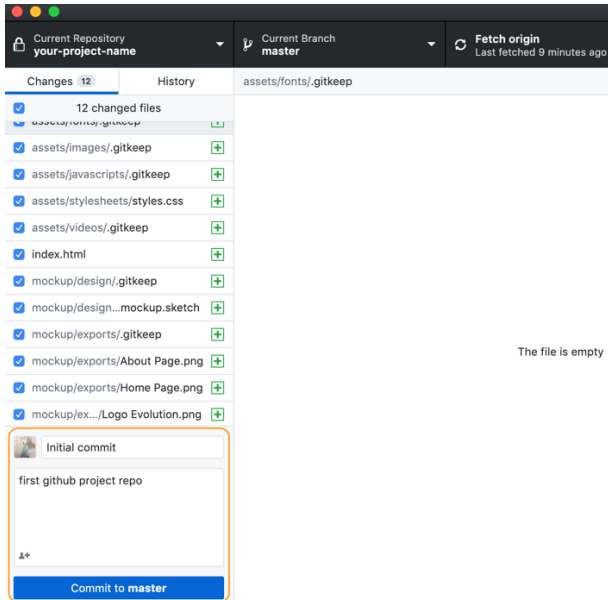 Current Repository
your-project-name
Current Branch
master
Fetch origin
Last fetched 9 minutes ago
Changes 12
History
assets/fonts/.gitkeep
12 changed files
assets/fonts/.gitkeep
assets/images/.gitkeep
assets/javascripts/.gitkeep
assets/stylesheets/styles.css
assets/videos/.gitkeep
index.html
mockup/design/.gitkeep
mockup/design...mockup.sketch
mockup/exports/.gitkeep
The file is empty
mockup/exports/About Page.png
mockup/exports/Home Page.png
mockup/ex.../Logo Evolution.png
Initial commit
first github project repo
Commit to master